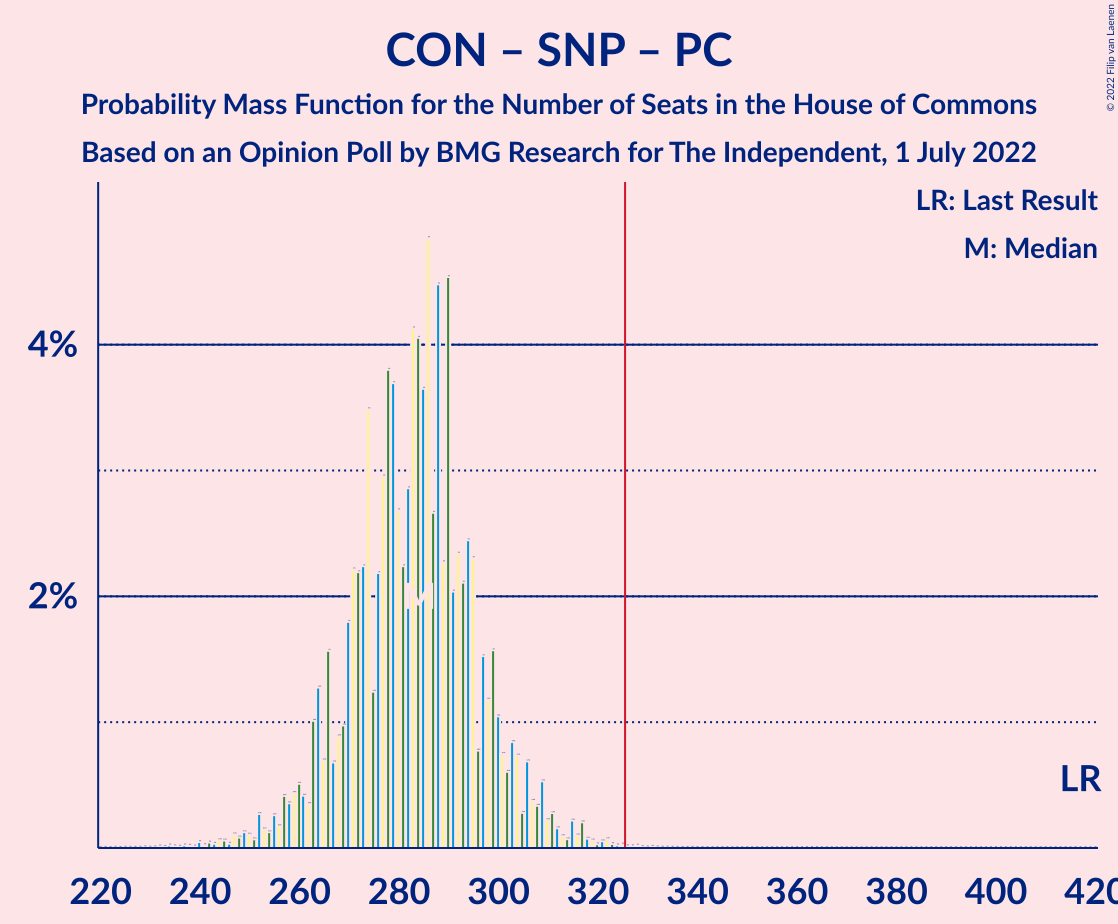 CON – SNP – PC
Probability Mass Function for the Number of Seats in the House of Commons
Based on an Opinion Poll by BMG Research for The Independent, 1 July 2022
© 2022 Filip van Laenen
LR: Last Result
M: Median
4%
2%
M
LR
220 240 260 280 300 320 340 360 380 400 420